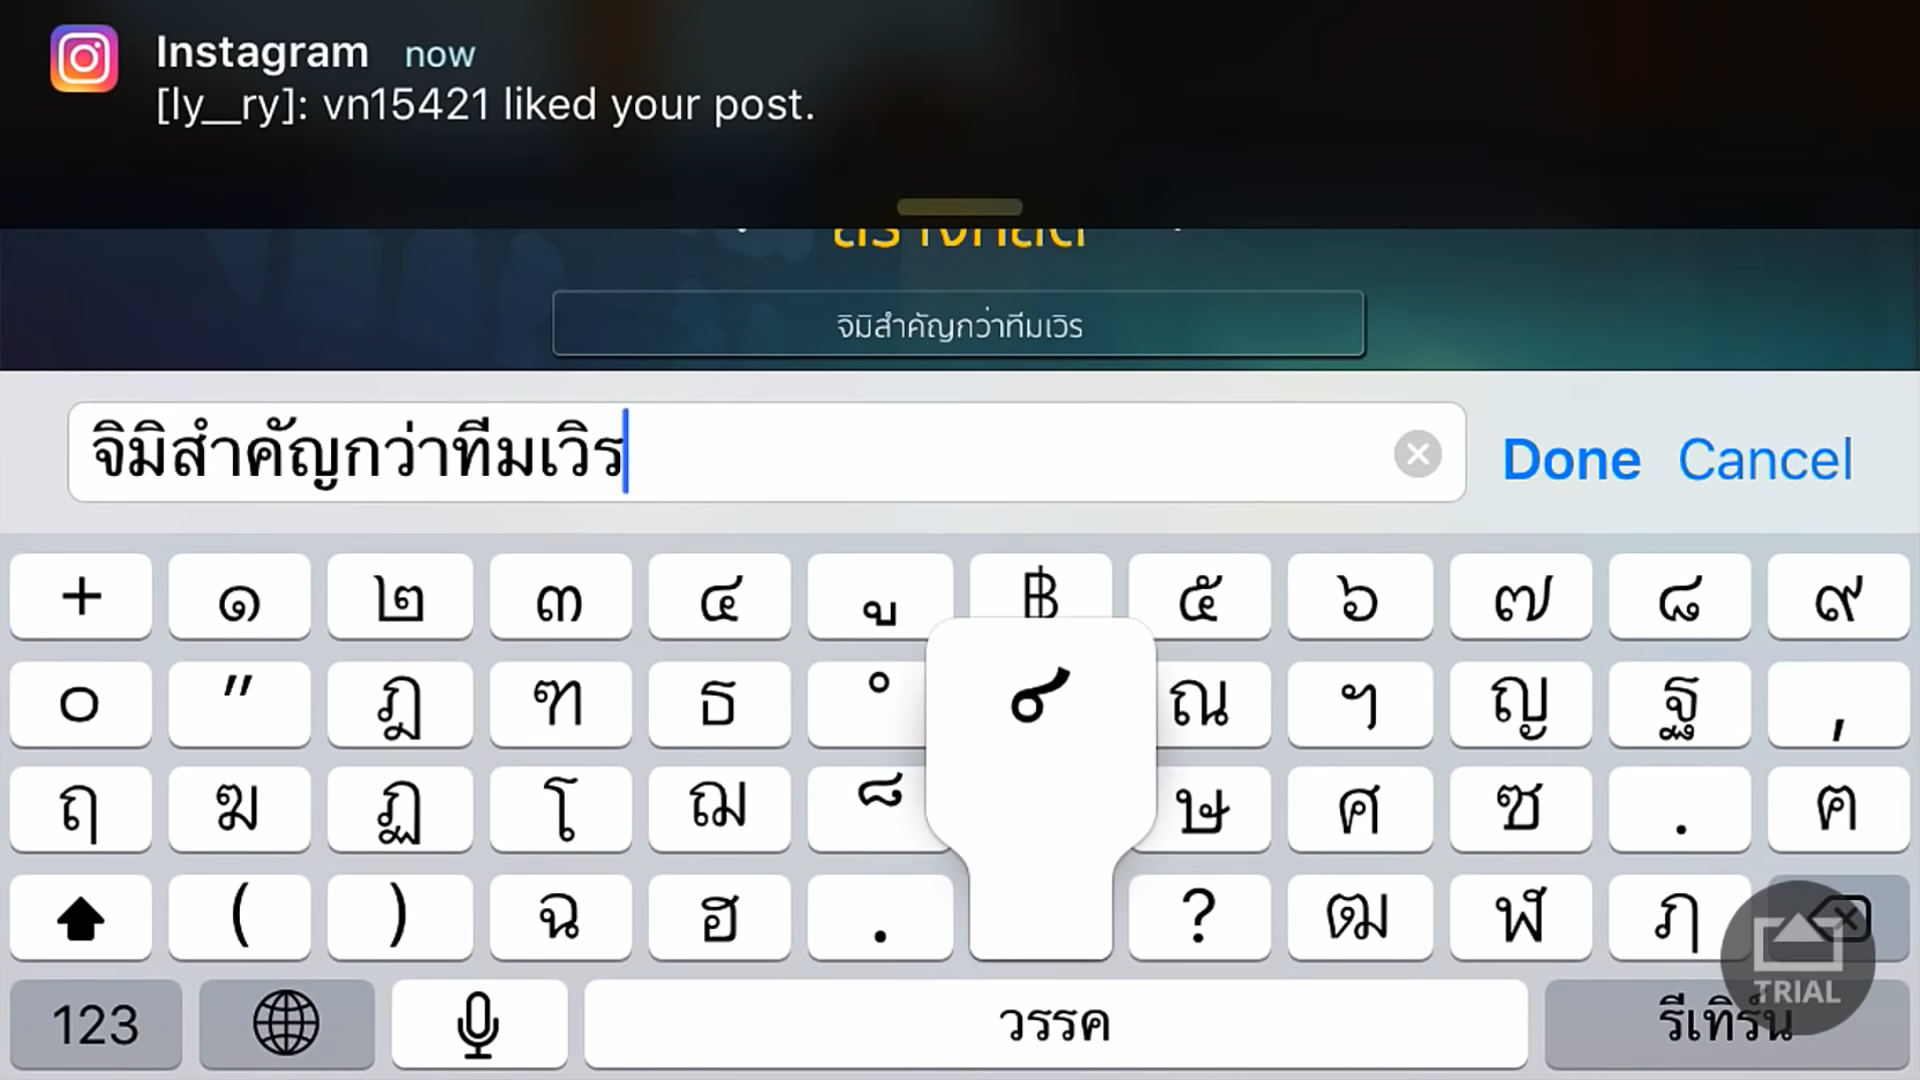 Instagram now
[ly__ry]: vn15421 liked your post.
จิมิสำคัญกว่าทีมเวิร
จิมิสำคัญกว่าทีมเวิร
Done Cancel
+ ๑ ๒ ๓ ๔ ู ฿ ๕ ๖ ๗ ๘ ๙
๐ " ฎ ฑ ธ ํ ณ ฯ ญ ฐ ,
ฤ ฆ ฏ โ ฌ ็ ษ ศ ซ . ฅ
( ) ฉ ฮ ฺ ์ ? ฒ ฬ ฦ
123 วรรค รีเทิร์น
TRIAL